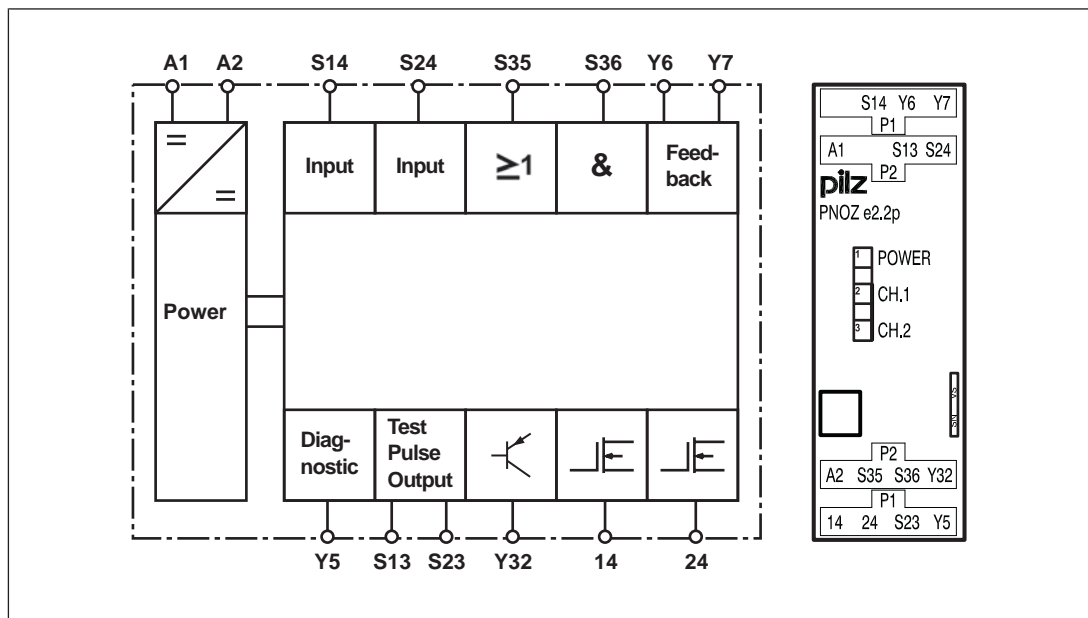 A1 A2 S14 S24 S35 S36 Y6 Y7
Input Input ≥1 & Feed-
back
Power
Diag-
nostic
Test
Pulse
Output
Y5 S13 S23 Y32 14 24
S14 Y6 Y7
P1
A1 S13 S24
P2
pilz
PNOZ e2.2p
1 POWER
2 CH.1
3 CH.2
S/N VS
P2
A2 S35 S36 Y32
P1
14 24 S23 Y5